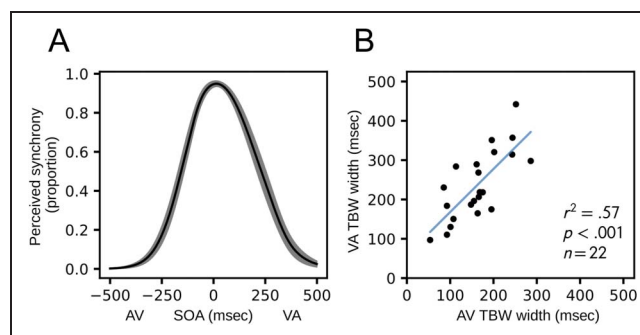 A
B
Perceived synchrony
(proportion)
1.0
0.8
0.6
0.4
0.2
0.0
−500 −250 0 250 500
AV SOA (msec) VA
VA TBW width (msec)
500
400
300
200
100
0
r² = .57
p < .001
n = 22
0 100 200 300 400 500
AV TBW width (msec)